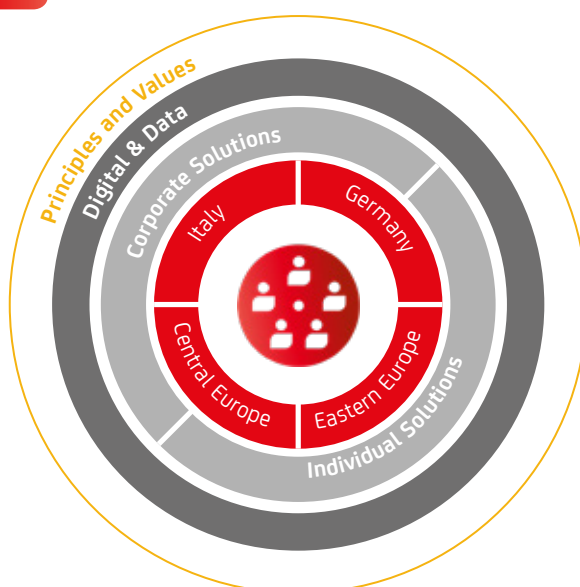 Principles and Values
Digital & Data
Corporate Solutions
Italy
Germany
Central Europe
Eastern Europe
Individual Solutions